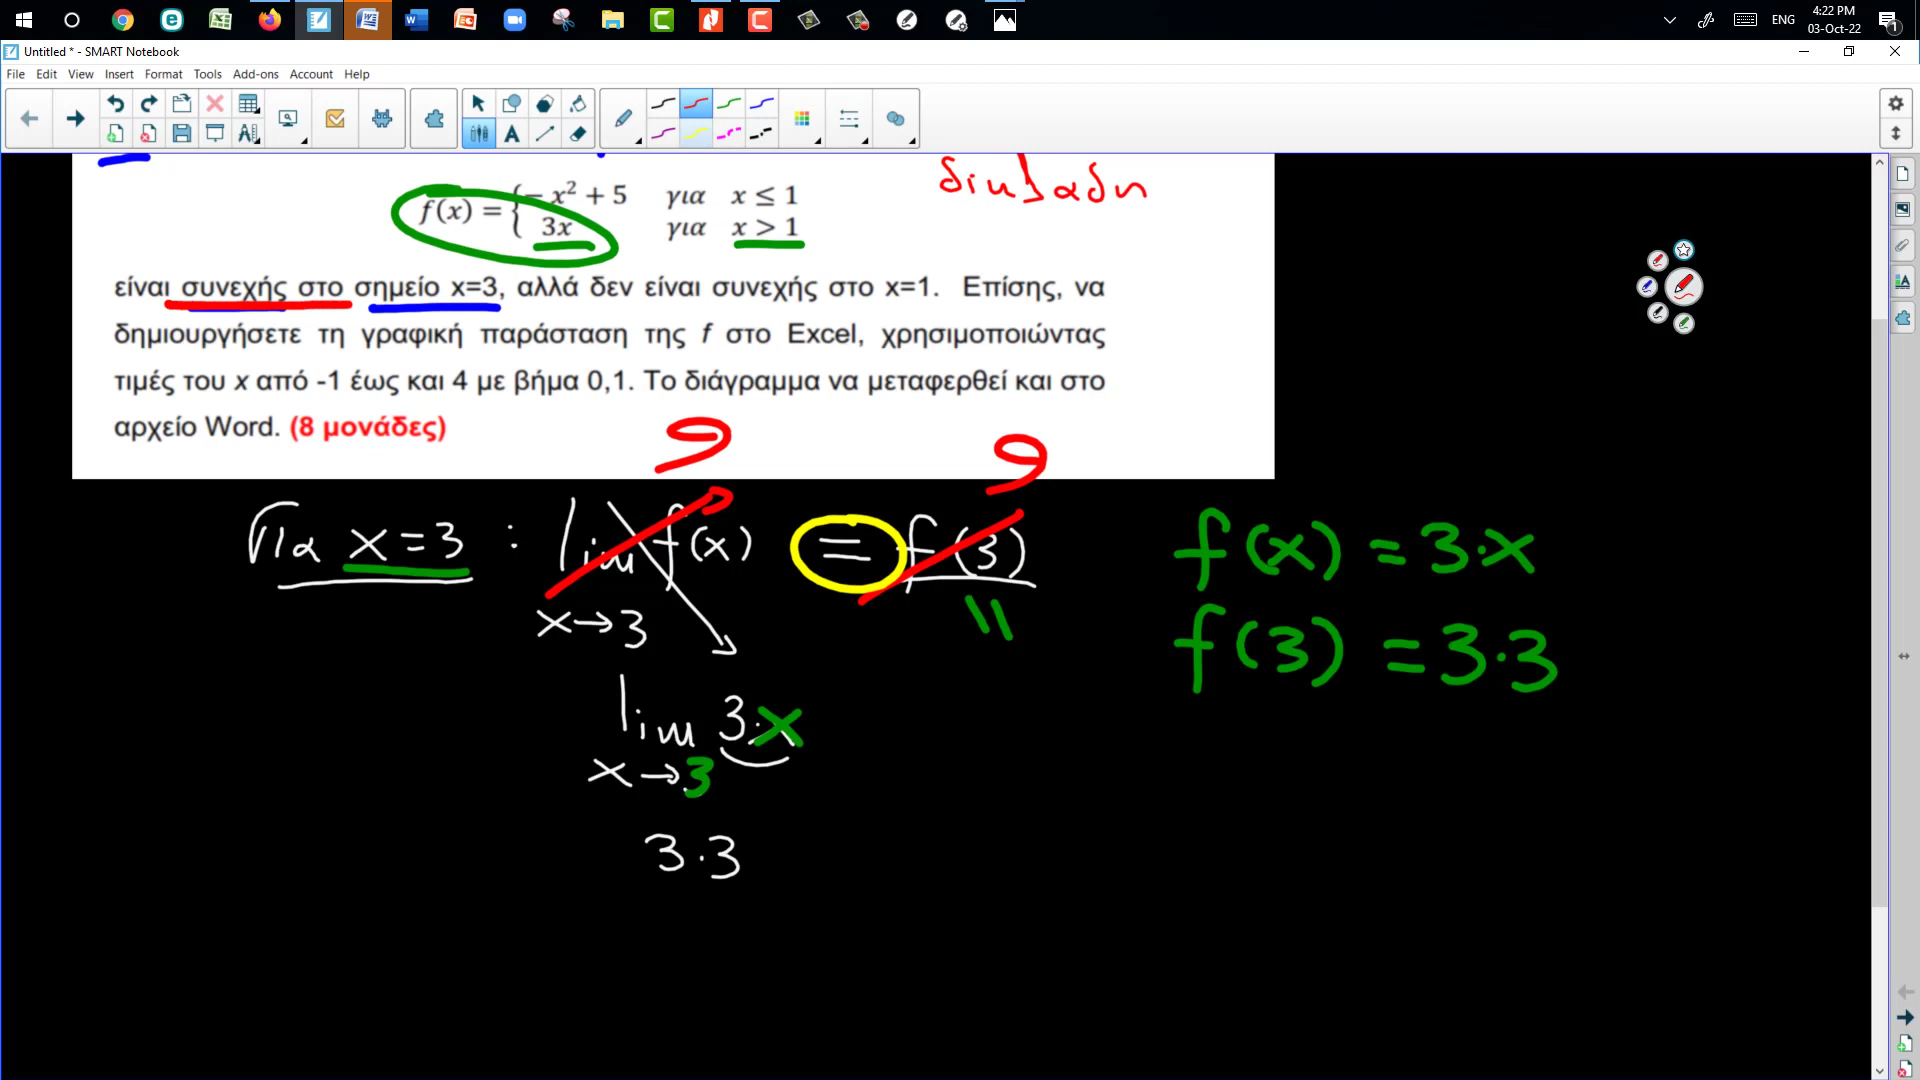 4:22 PM
ENG
03-Oct-22
1
Untitled * - SMART Notebook
File Edit View Insert Format Tools Add-ons Account Help
f(x) = { − x² + 5 για x ≤ 1
3x για x > 1
είναι συνεχής στο σημείο x=3, αλλά δεν είναι συνεχής στο x=1. Επίσης, να
δημιουργήσετε τη γραφική παράσταση της f στο Excel, χρησιμοποιώντας
τιμές του x από -1 έως και 4 με βήμα 0,1. Το διάγραμμα να μεταφερθεί και στο
αρχείο Word. (8 μονάδες)
9 9
Για x=3 : lim f(x) = f(3)
x→3
f(x) = 3·x
f(3) = 3·3
lim 3·x
x→3
3·3